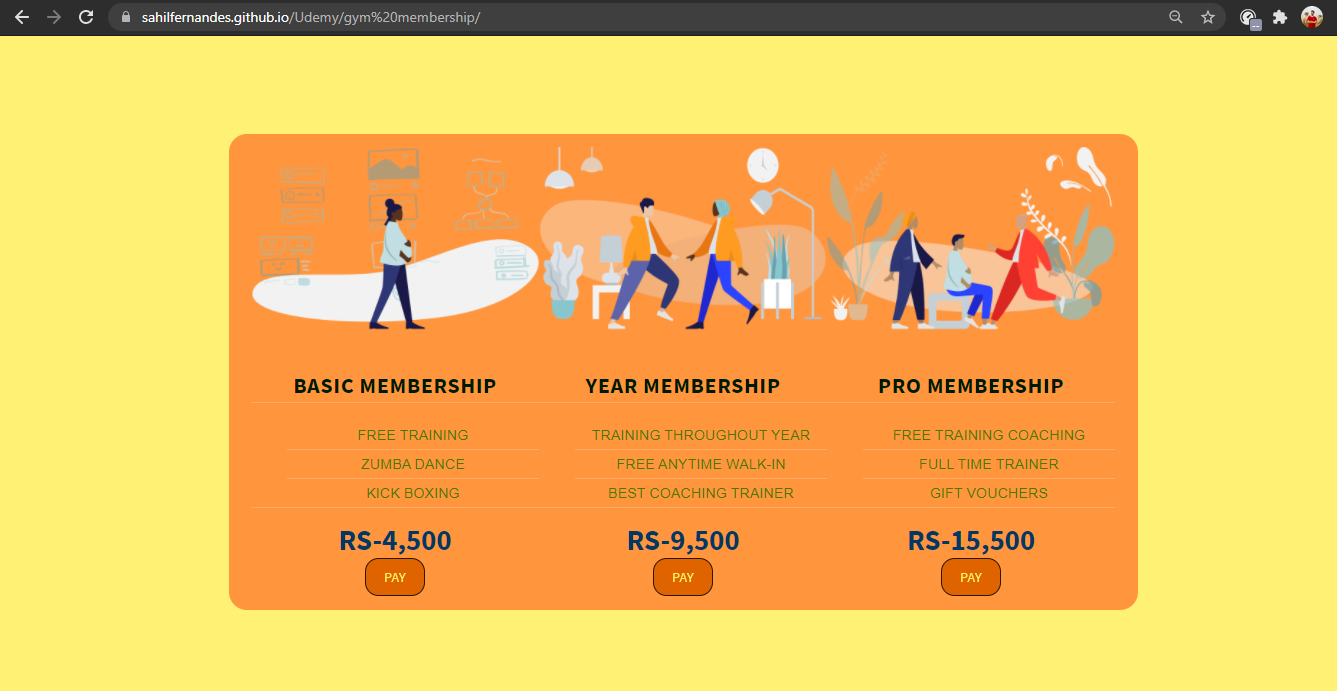 sahilfernandes.github.io/Udemy/gym%20membership/
BASIC MEMBERSHIP
FREE TRAINING
ZUMBA DANCE
KICK BOXING
RS-4,500
PAY
YEAR MEMBERSHIP
TRAINING THROUGHOUT YEAR
FREE ANYTIME WALK-IN
BEST COACHING TRAINER
RS-9,500
PAY
PRO MEMBERSHIP
FREE TRAINING COACHING
FULL TIME TRAINER
GIFT VOUCHERS
RS-15,500
PAY